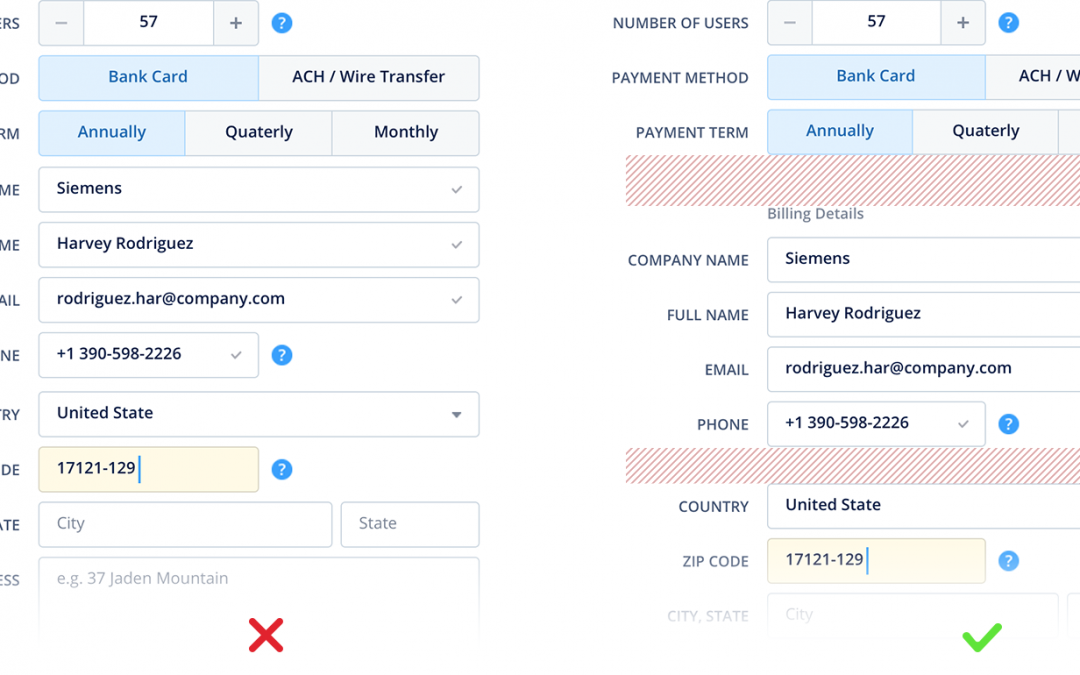 ERS
57
?
OD
Bank Card
ACH / Wire Transfer
RM
Annually
Quaterly
Monthly
ME
Siemens
ME
Harvey Rodriguez
AIL
rodriguez.har@company.com
NE
+1 390-598-2226
?
TRY
United State
DE
17121-129
?
ATE
City
State
ESS
e.g. 37 Jaden Mountain
NUMBER OF USERS
57
?
PAYMENT METHOD
Bank Card
ACH / W
PAYMENT TERM
Annually
Quaterly
Billing Details
COMPANY NAME
Siemens
FULL NAME
Harvey Rodriguez
EMAIL
rodriguez.har@company.com
PHONE
+1 390-598-2226
?
COUNTRY
United State
ZIP CODE
17121-129
?
CITY, STATE
City